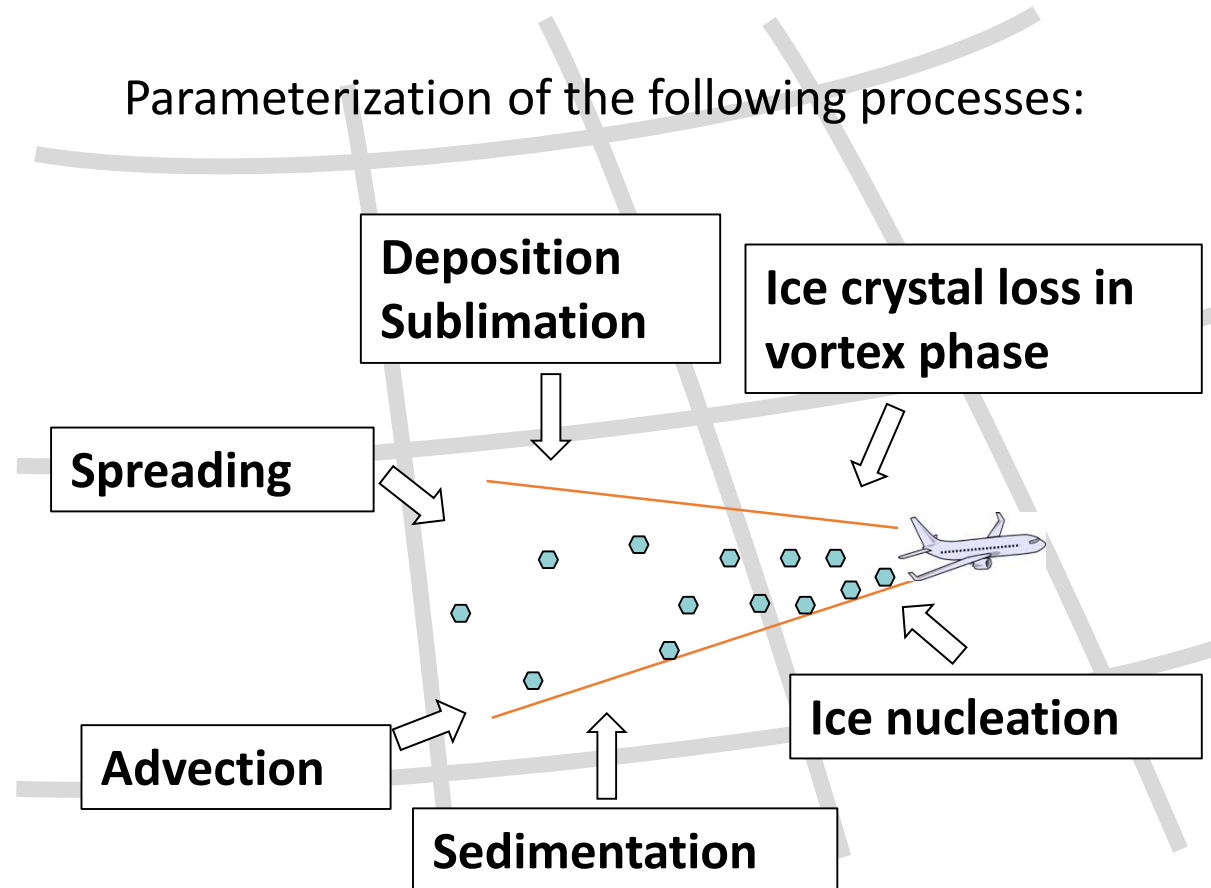 Parameterization of the following processes:
Deposition
Sublimation
Ice crystal loss in
vortex phase
Spreading
Ice nucleation
Advection
Sedimentation